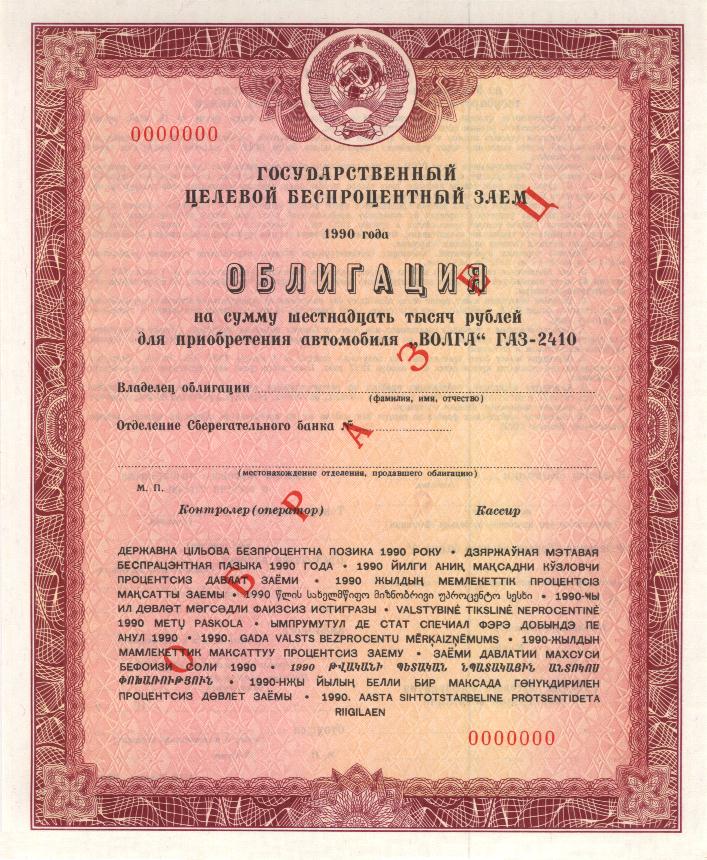 0000000
ГОСУДАРСТВЕННЫЙ
ЦЕЛЕВОЙ БЕСПРОЦЕНТНЫЙ ЗАЕМ
1990 года
ОБЛИГАЦИЯ
на сумму шестнадцать тысяч рублей
для приобретения автомобиля „ВОЛГА“ ГАЗ-2410
Владелец облигации
(фамилия, имя, отчество)
Отделение Сберегательного банка №
(местонахождение отделения, продавшего облигацию)
М. П.
Контролер (оператор) Кассир
ОБРАЗЕЦ
ДЕРЖАВНА ЦІЛЬОВА БЕЗПРОЦЕНТНА ПОЗИКА 1990 РОКУ • ДЗЯРЖАЎНАЯ МЭТАВАЯ
БЕСПРАЦЭНТНАЯ ПАЗЫКА 1990 ГОДА • 1990 ЙИЛГИ АНИҚ МАҚСАДНИ КЎЗЛОВЧИ
ПРОЦЕНТСИЗ ДАВЛАТ ЗАЁМИ • 1990 ЖЫЛДЫҢ МЕМЛЕКЕТТІК ПРОЦЕНТСІЗ
МАҚСАТТЫ ЗАЕМЫ • 1990 წლის სახელმწიფო მიზნობრივი უპროცენტო სესხი • 1990-ЧЫ
ИЛ ДӨВЛӘТ МӘГСӘДЛИ ФАИЗСИЗ ИСТИГРАЗЫ • VALSTYBINĖ TIKSLINĖ NEPROCENTINĖ
1990 METŲ PASKOLA • ЫМПРУМУТУЛ ДЕ СТАТ СПЕЧИАЛ ФЭРЭ ДОБЫНДЭ ПЕ
АНУЛ 1990 • 1990. GADA VALSTS BEZPROCENTU MĒRĶAIZŅĒMUMS • 1990-ЖЫЛДЫН
МАМЛЕКЕТТИК МАКСАТТУУ ПРОЦЕНТСИЗ ЗАЕМУ • ЗАЁМИ ДАВЛАТИИ МАХСУСИ
БЕФОИЗИ СОЛИ 1990 • 1990 ԹՎԱԿԱՆԻ ՊԵՏԱԿԱՆ ՆՊԱՏԱԿԱՅԻՆ ԱՆՏՈԿՈՍ
ՓՈԽԱՌՈՒԹՅՈՒՆ • 1990-НЖЫ ЙЫЛЫҢ БЕЛЛИ БИР МАКСАДА ГӨНҮКДИРИЛЕН
ПРОЦЕНТСИЗ ДӨВЛЕТ ЗАЁМЫ • 1990. AASTA SIHTOTSTARBELINE PROTSENTIDETA
RIIGILAEN
0000000